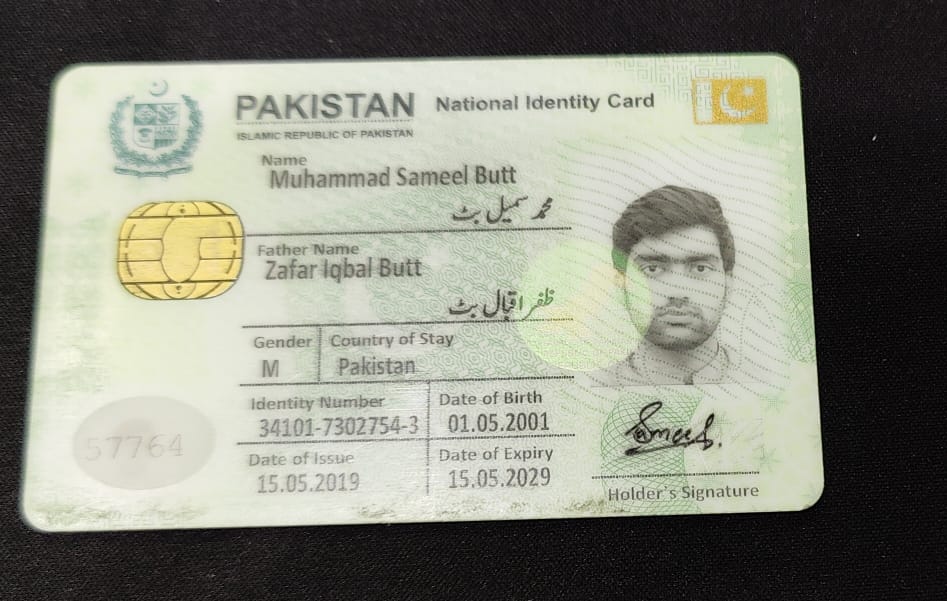 PAKISTAN National Identity Card
ISLAMIC REPUBLIC OF PAKISTAN
Name
Muhammad Sameel Butt
محمد سمیل بٹ
Father Name
Zafar Iqbal Butt
ظفر اقبال بٹ
Gender Country of Stay
M Pakistan
Identity Number Date of Birth
34101-7302754-3 01.05.2001
Date of Issue Date of Expiry
15.05.2019 15.05.2029
57764
Sameel.
Holder's Signature